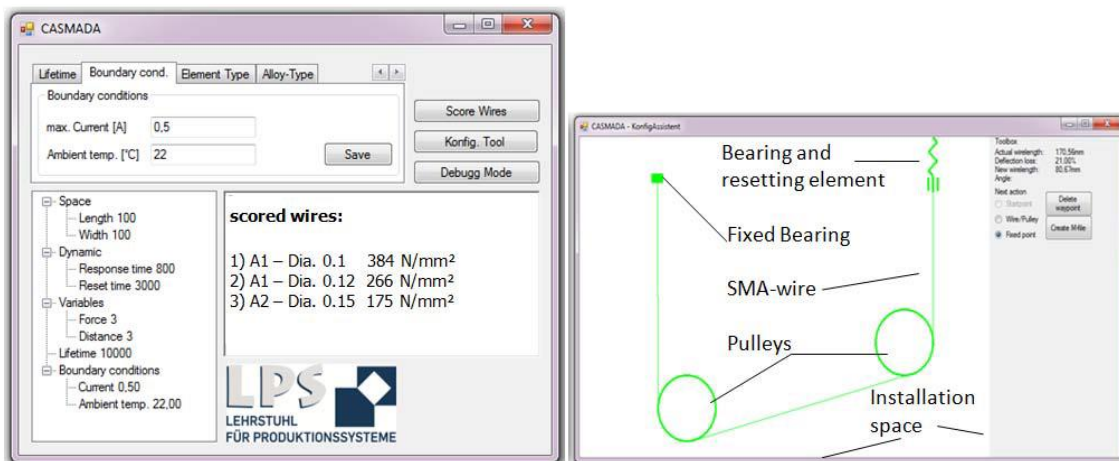 CASMADA
Lifetime
Boundary cond.
Element Type
Alloy-Type
Boundary conditions
max. Current [A] 0,5
Ambient temp. [°C] 22
Save
Score Wires
Konfig. Tool
Debugg Mode
Space
Length 100
Width 100
Dynamic
Response time 800
Reset time 3000
Variables
Force 3
Distance 3
Lifetime 10000
Boundary conditions
Current 0,50
Ambient temp. 22,00
scored wires:
1) A1 – Dia. 0.1 384 N/mm²
2) A1 – Dia. 0.12 266 N/mm²
3) A2 – Dia. 0.15 175 N/mm²
LPS
LEHRSTUHL
FÜR PRODUKTIONSSYSTEME
CASMADA - KonfigAssistent
Bearing and
resetting element
Fixed Bearing
SMA-wire
Pulleys
Installation
space
Toolbox
Actual wirelength: 170,56mm
Deflection loss: 21,00%
New wirelength: 80,67mm
Angle:
Next action
Startpoint
Wire/Pulley
Fixed point
Delete
waypoint
Create M-file